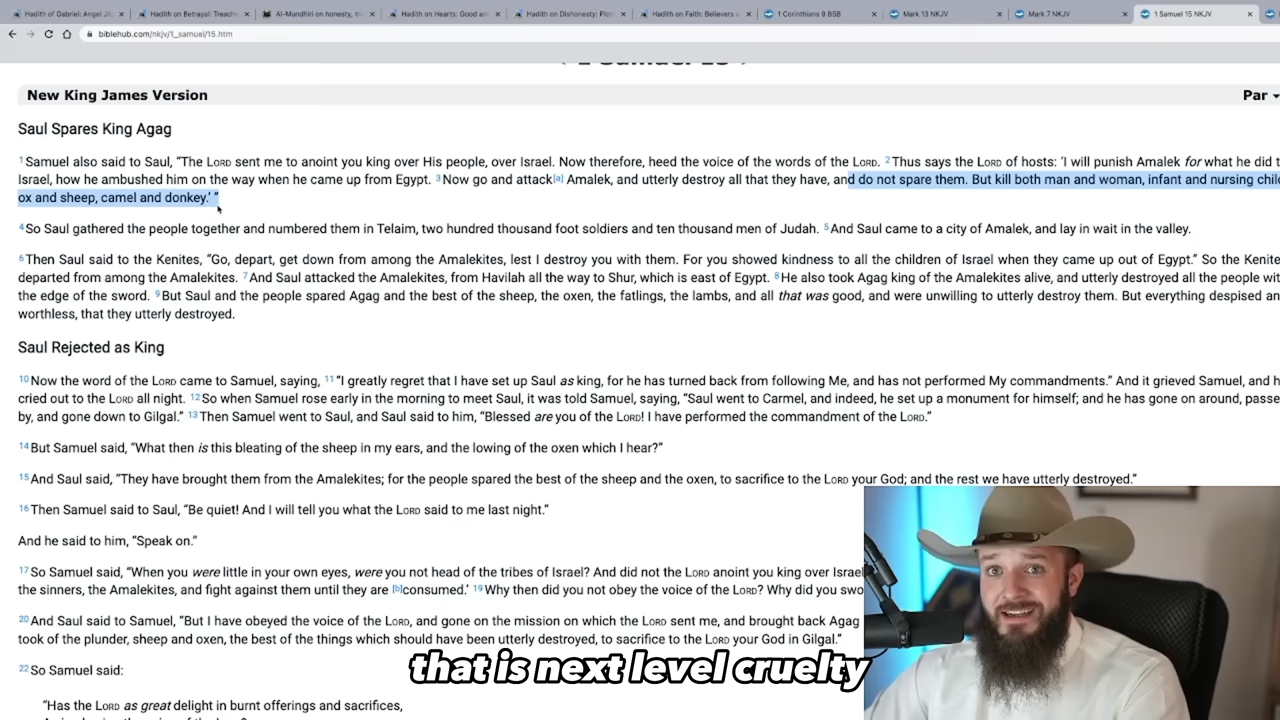 Hadith of Gabriel: Angel Jib
Hadith on Betrayal: Treache
Al-Mundhiri on honesty, tr
Hadith on Hearts: Good an
Hadith on Dishonesty: Plot
Hadith on Faith: Believers
1 Corinthians 9 BSB
Mark 13 NKJV
Mark 7 NKJV
1 Samuel 15 NKJV
biblehub.com/nkjv/1_samuel/15.htm
New King James Version Par
Saul Spares King Agag
1 Samuel also said to Saul, “The LORD sent me to anoint you king over His people, over Israel. Now therefore, heed the voice of the words of the LORD. 2 Thus says the LORD of hosts: ‘I will punish Amalek for what he did t
Israel, how he ambushed him on the way when he came up from Egypt. 3 Now go and attack[a] Amalek, and utterly destroy all that they have, and do not spare them. But kill both man and woman, infant and nursing chil
ox and sheep, camel and donkey.’ ”
4 So Saul gathered the people together and numbered them in Telaim, two hundred thousand foot soldiers and ten thousand men of Judah. 5 And Saul came to a city of Amalek, and lay in wait in the valley.
6 Then Saul said to the Kenites, “Go, depart, get down from among the Amalekites, lest I destroy you with them. For you showed kindness to all the children of Israel when they came up out of Egypt.” So the Kenite
departed from among the Amalekites. 7 And Saul attacked the Amalekites, from Havilah all the way to Shur, which is east of Egypt. 8 He also took Agag king of the Amalekites alive, and utterly destroyed all the people wit
the edge of the sword. 9 But Saul and the people spared Agag and the best of the sheep, the oxen, the fatlings, the lambs, and all that was good, and were unwilling to utterly destroy them. But everything despised an
worthless, that they utterly destroyed.
Saul Rejected as King
10 Now the word of the LORD came to Samuel, saying, 11 “I greatly regret that I have set up Saul as king, for he has turned back from following Me, and has not performed My commandments.” And it grieved Samuel, and h
cried out to the LORD all night. 12 So when Samuel rose early in the morning to meet Saul, it was told Samuel, saying, “Saul went to Carmel, and indeed, he set up a monument for himself; and he has gone on around, passe
by, and gone down to Gilgal.” 13 Then Samuel went to Saul, and Saul said to him, “Blessed are you of the LORD! I have performed the commandment of the LORD.”
14 But Samuel said, “What then is this bleating of the sheep in my ears, and the lowing of the oxen which I hear?”
15 And Saul said, “They have brought them from the Amalekites; for the people spared the best of the sheep and the oxen, to sacrifice to the LORD your God; and the rest we have utterly destroyed.”
16 Then Samuel said to Saul, “Be quiet! And I will tell you what the LORD said to me last night.”
And he said to him, “Speak on.”
17 So Samuel said, “When you were little in your own eyes, were you not head of the tribes of Israel? And did not the LORD anoint you king over Israel
the sinners, the Amalekites, and fight against them until they are [b]consumed.’ 19 Why then did you not obey the voice of the LORD? Why did you swo
20 And Saul said to Samuel, “But I have obeyed the voice of the LORD, and gone on the mission on which the LORD sent me, and brought back Agag
took of the plunder, sheep and oxen, the best of the things which should have been utterly destroyed, to sacrifice to the LORD your God in Gilgal.”
22 So Samuel said:
that is next level cruelty
“Has the LORD as great delight in burnt offerings and sacrifices,